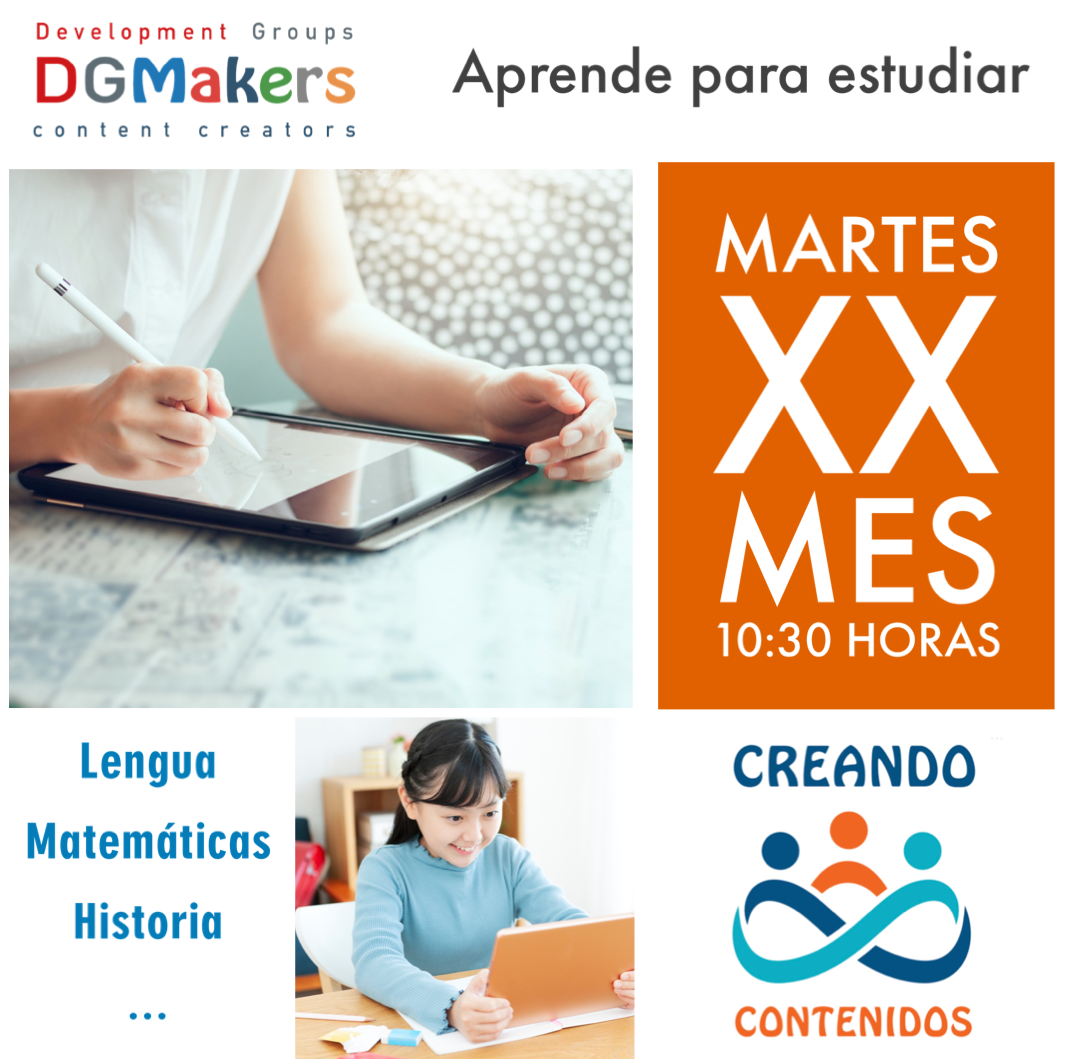 Development Groups
DGMakers
content creators
Aprende para estudiar
MARTES
XX
MES
10:30 HORAS
Lengua
Matemáticas
Historia
...
CREANDO
CONTENIDOS